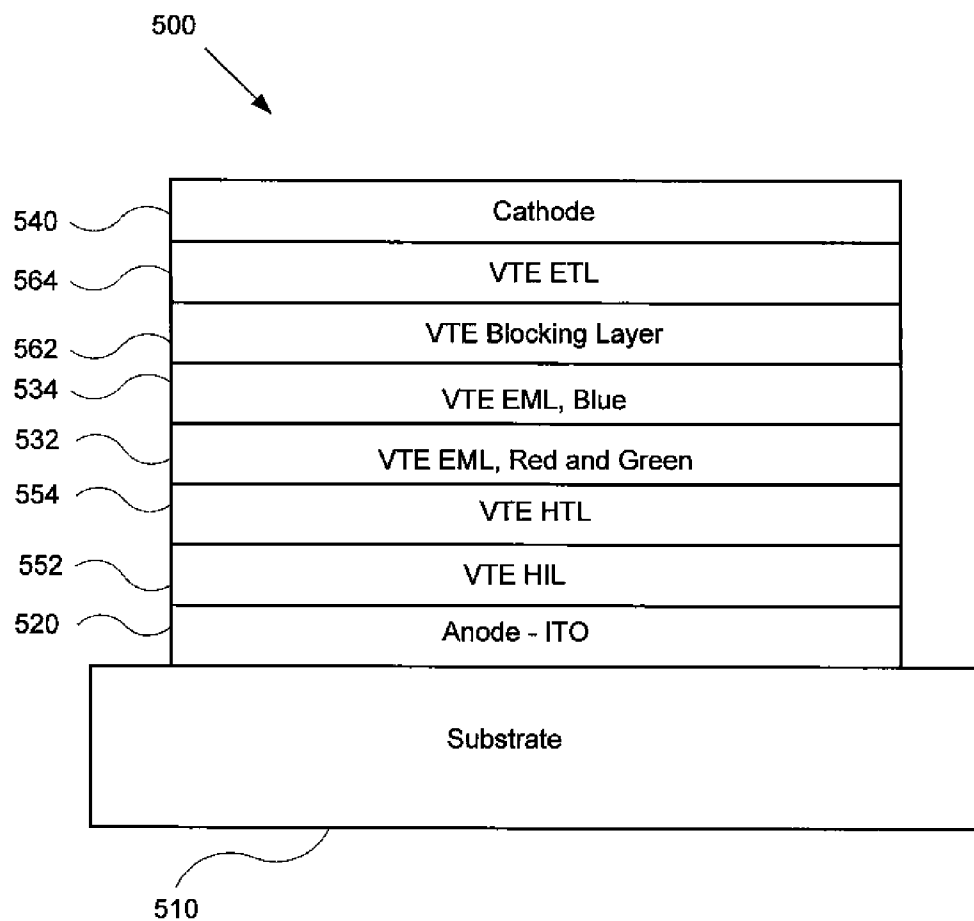 500
540
Cathode
564
VTE ETL
562
VTE Blocking Layer
534
VTE EML, Blue
532
VTE EML, Red and Green
554
VTE HTL
552
VTE HIL
520
Anode - ITO
Substrate
510